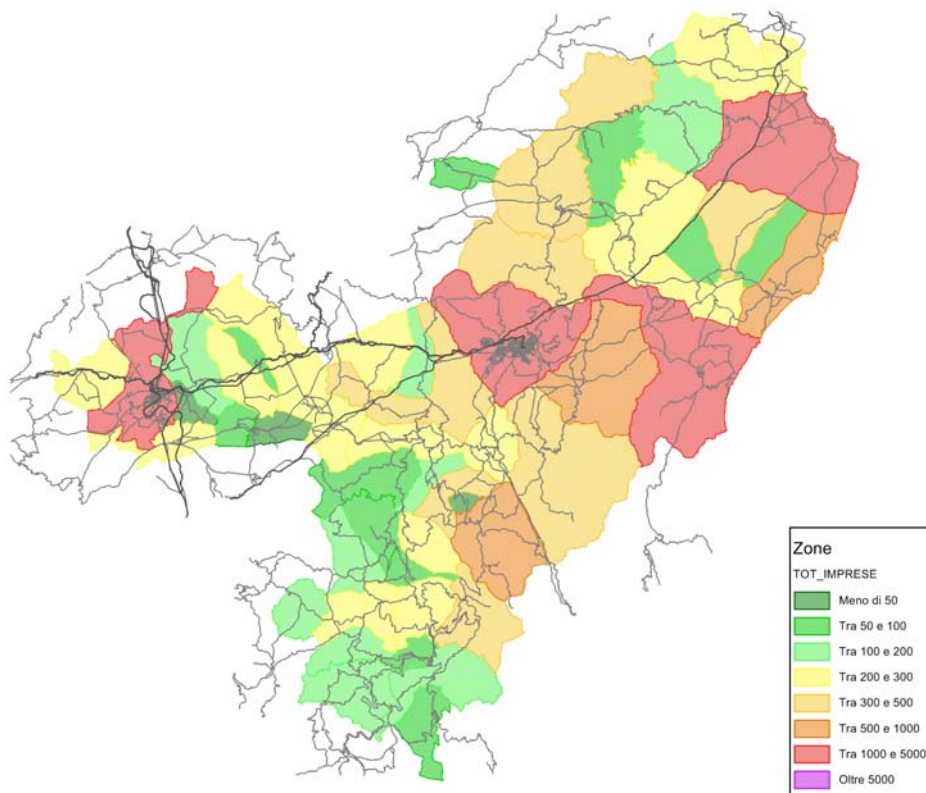 Zone
TOT_IMPRESE
Meno di 50
Tra 50 e 100
Tra 100 e 200
Tra 200 e 300
Tra 300 e 500
Tra 500 e 1000
Tra 1000 e 5000
Oltre 5000